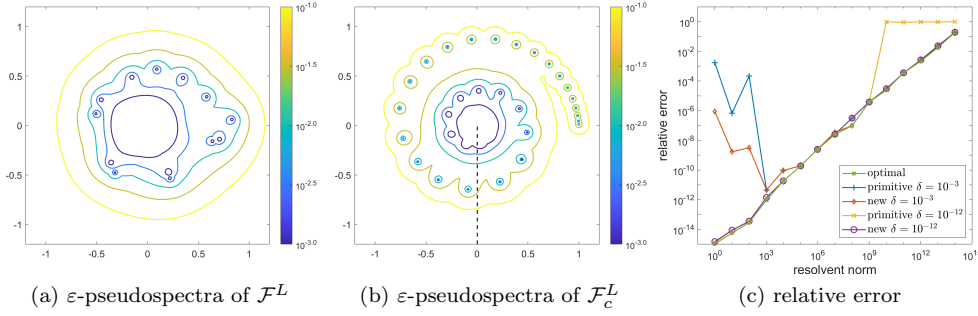 1
0.5
0
-0.5
-1
-1 -0.5 0 0.5 1
10^-1.0
10^-1.5
10^-2.0
10^-2.5
10^-3.0
(a) ε-pseudospectra of 𝓕^L
1
0.5
0
-0.5
-1
-1 -0.5 0 0.5 1
10^-1.0
10^-1.5
10^-2.0
10^-2.5
10^-3.0
(b) ε-pseudospectra of 𝓕_c^L
relative error
10^0
10^-2
10^-4
10^-6
10^-8
10^-10
10^-12
10^-14
optimal
primitive δ = 10^-3
new δ = 10^-3
primitive δ = 10^-12
new δ = 10^-12
10^0 10^3 10^6 10^9 10^12 10^15
resolvent norm
(c) relative error